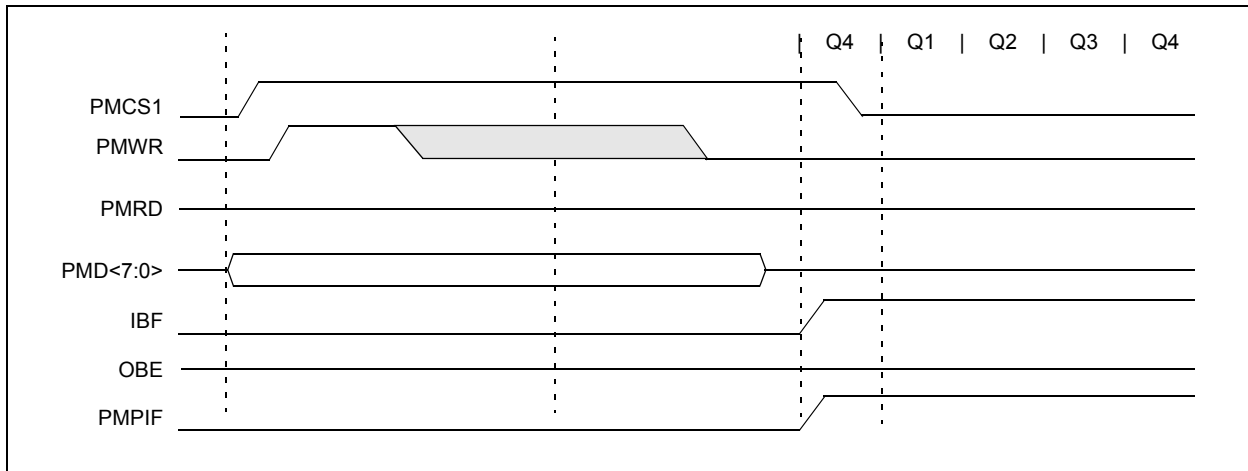 | Q4 | Q1 | Q2 | Q3 | Q4
PMCS1
PMWR
PMRD
PMD<7:0>
IBF
OBE
PMPIF